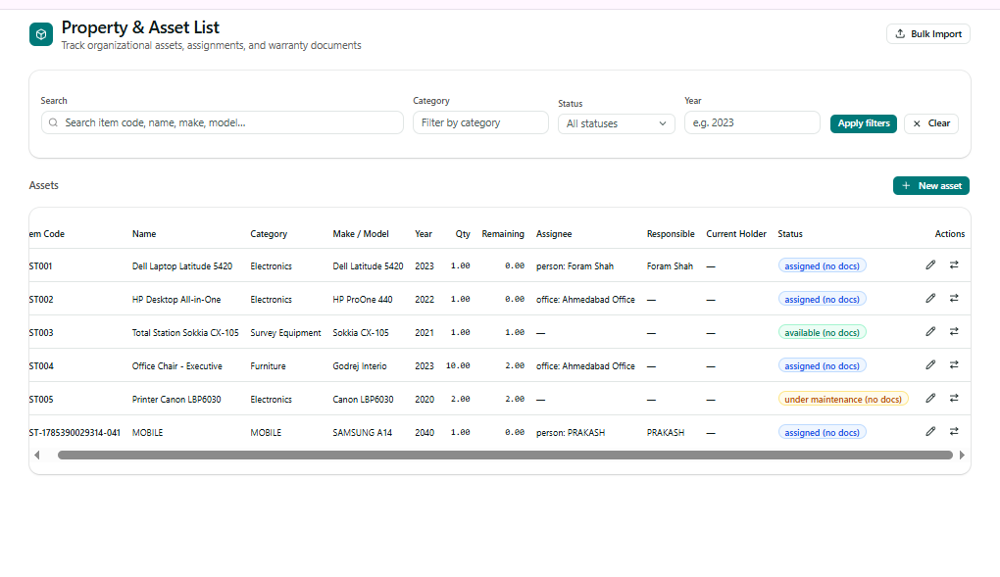 Property & Asset List
Track organizational assets, assignments, and warranty documents
Bulk Import
Search Category Status Year
Search item code, name, make, model... Filter by category All statuses e.g. 2023 Apply filters Clear
Assets
New asset
em Code Name Category Make / Model Year Qty Remaining Assignee Responsible Current Holder Status Actions
ST001 Dell Laptop Latitude 5420 Electronics Dell Latitude 5420 2023 1.00 0.00 person: Foram Shah Foram Shah — assigned (no docs)
ST002 HP Desktop All-in-One Electronics HP ProOne 440 2022 1.00 0.00 office: Ahmedabad Office — — assigned (no docs)
ST003 Total Station Sokkia CX-105 Survey Equipment Sokkia CX-105 2021 1.00 1.00 — — — available (no docs)
ST004 Office Chair - Executive Furniture Godrej Interio 2023 10.00 2.00 office: Ahmedabad Office — — assigned (no docs)
ST005 Printer Canon LBP6030 Electronics Canon LBP6030 2020 2.00 2.00 — — — under maintenance (no docs)
ST-1785390029314-041 MOBILE MOBILE SAMSUNG A14 2040 1.00 0.00 person: PRAKASH PRAKASH — assigned (no docs)